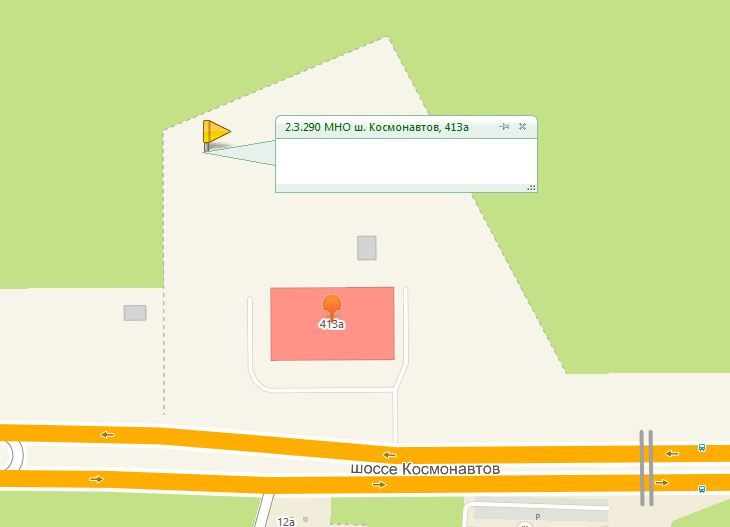 2.3.290 МНО ш. Космонавтов, 413а
413а
шоссе Космонавтов
12а
P